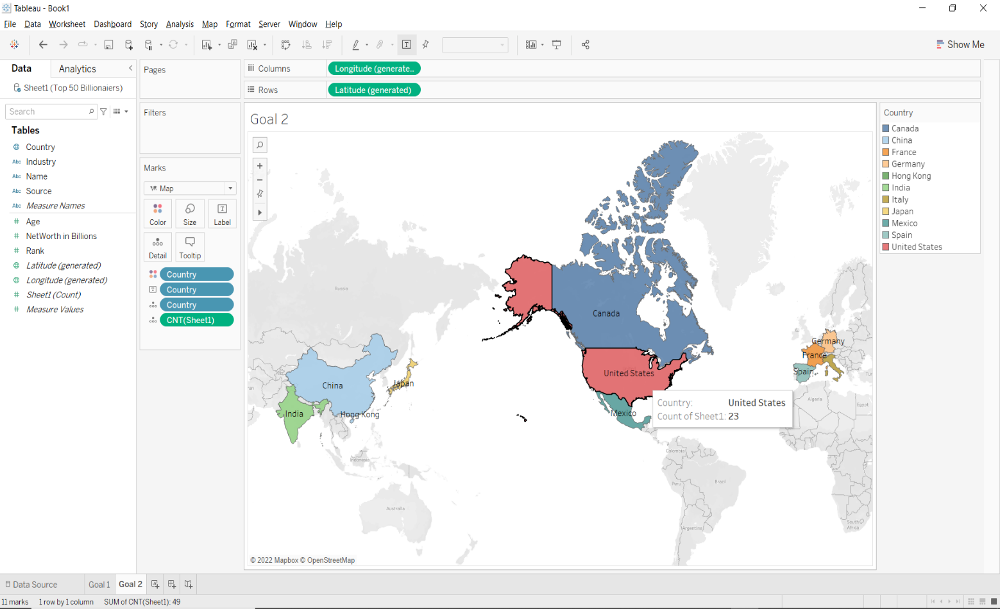 Tableau - Book1
File Data Worksheet Dashboard Story Analysis Map Format Server Window Help
Show Me
Data Analytics
Sheet1 (Top 50 Billionaiers)
Search
Tables
Country
Abc Industry
Abc Name
Abc Source
Abc Measure Names
# Age
# NetWorth in Billions
# Rank
Latitude (generated)
Longitude (generated)
# Sheet1 (Count)
# Measure Values
Pages
Filters
Marks
Map
Color Size Label
Detail Tooltip
Country
Country
Country
CNT(Sheet1)
Columns Longitude (generate..
Rows Latitude (generated)
Goal 2
Russia
Canada
Germany
France
Spain
United States
China
Japan
India
Hong Kong
Mexico
Country: United States
Count of Sheet1: 23
Algeria
Egypt
Indonesia
Colombia
Peru
Brazil
Australia
Argentina
South
Africa
© 2022 Mapbox © OpenStreetMap
Country
Canada
China
France
Germany
Hong Kong
India
Italy
Japan
Mexico
Spain
United States
Data Source Goal 1 Goal 2
11 marks 1 row by 1 column SUM of CNT(Sheet1): 49